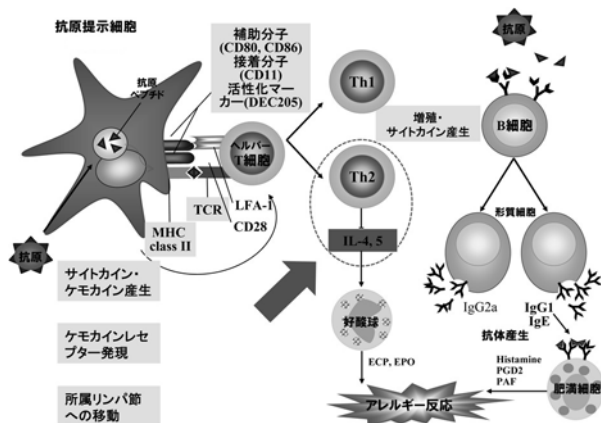 抗原提示細胞
抗原
ペプチド
抗原
補助分子
(CD80, CD86)
接着分子
(CD11)
活性化マー
カー(DEC205)
ヘルパー
T細胞
TCR
LFA-1
CD28
MHC
class II
サイトカイン・
ケモカイン産生
ケモカインレセ
プター発現
所属リンパ節
への移動
Th1
Th2
IL-4, 5
好酸球
ECP, EPO
アレルギー反応
増殖・
サイトカイン産生
抗原
B細胞
形質細胞
IgG2a
IgG1
IgE
抗体産生
Histamine
PGD2
PAF
肥満細胞